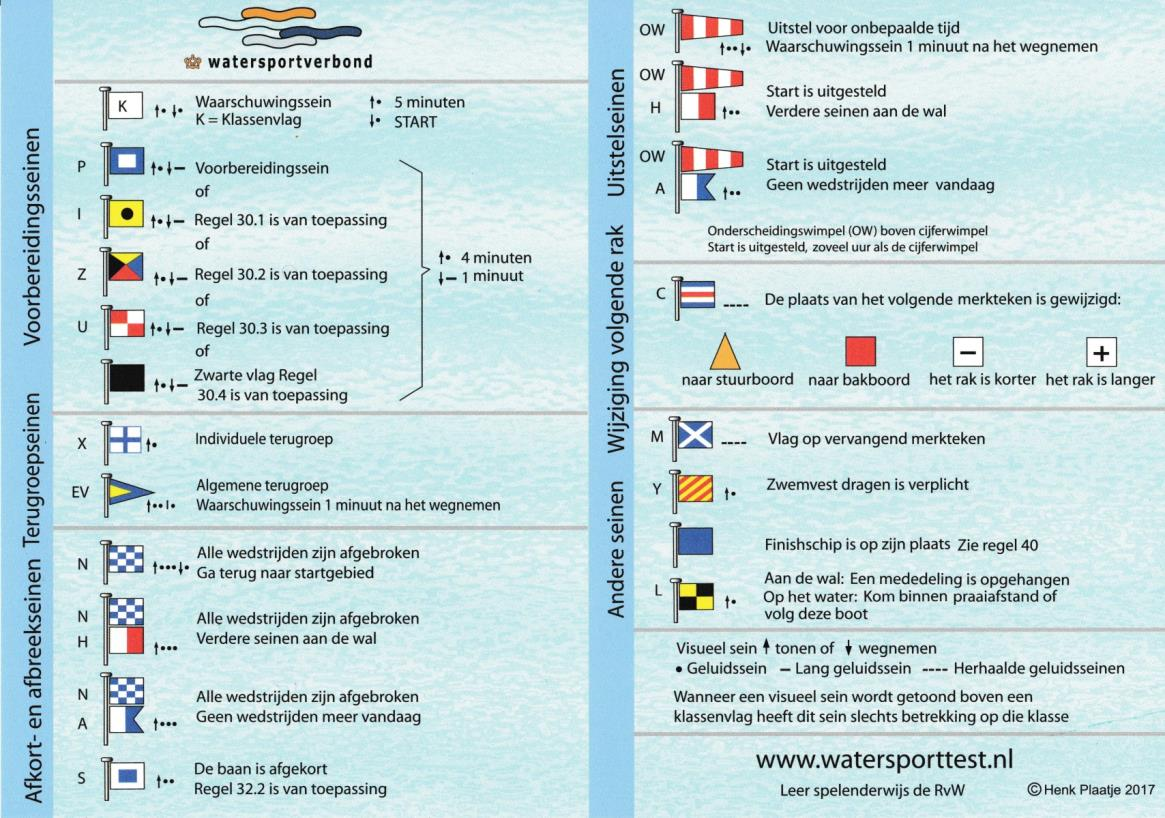 watersportverbond
Voorbereidingsseinen
K
Waarschuwingssein
K = Klassenvlag
5 minuten
START
P
Voorbereidingssein
of
I
Regel 30.1 is van toepassing
of
Z
Regel 30.2 is van toepassing
of
U
Regel 30.3 is van toepassing
of
Zwarte vlag Regel
30.4 is van toepassing
4 minuten
1 minuut
Terugroepseinen
X
Individuele terugroep
EV
Algemene terugroep
Waarschuwingssein 1 minuut na het wegnemen
Afkort- en afbreekseinen
N
Alle wedstrijden zijn afgebroken
Ga terug naar startgebied
N
H
Alle wedstrijden zijn afgebroken
Verdere seinen aan de wal
N
A
Alle wedstrijden zijn afgebroken
Geen wedstrijden meer vandaag
S
De baan is afgekort
Regel 32.2 is van toepassing
Uitstelseinen
OW
Uitstel voor onbepaalde tijd
Waarschuwingssein 1 minuut na het wegnemen
OW
H
Start is uitgesteld
Verdere seinen aan de wal
OW
A
Start is uitgesteld
Geen wedstrijden meer vandaag
Onderscheidingswimpel (OW) boven cijferwimpel
Start is uitgesteld, zoveel uur als de cijferwimpel
Wijziging volgende rak
C
De plaats van het volgende merkteken is gewijzigd:
naar stuurboord
naar bakboord
−
het rak is korter
+
het rak is langer
Andere seinen
M
Vlag op vervangend merkteken
Y
Zwemvest dragen is verplicht
Finishschip is op zijn plaats Zie regel 40
L
Aan de wal: Een mededeling is opgehangen
Op het water: Kom binnen praaiafstand of
volg deze boot
Visueel sein ↑ tonen of ↓ wegnemen
• Geluidssein – Lang geluidssein ---- Herhaalde geluidsseinen
Wanneer een visueel sein wordt getoond boven een
klassenvlag heeft dit sein slechts betrekking op die klasse
www.watersporttest.nl
Leer spelenderwijs de RvW
© Henk Plaatje 2017